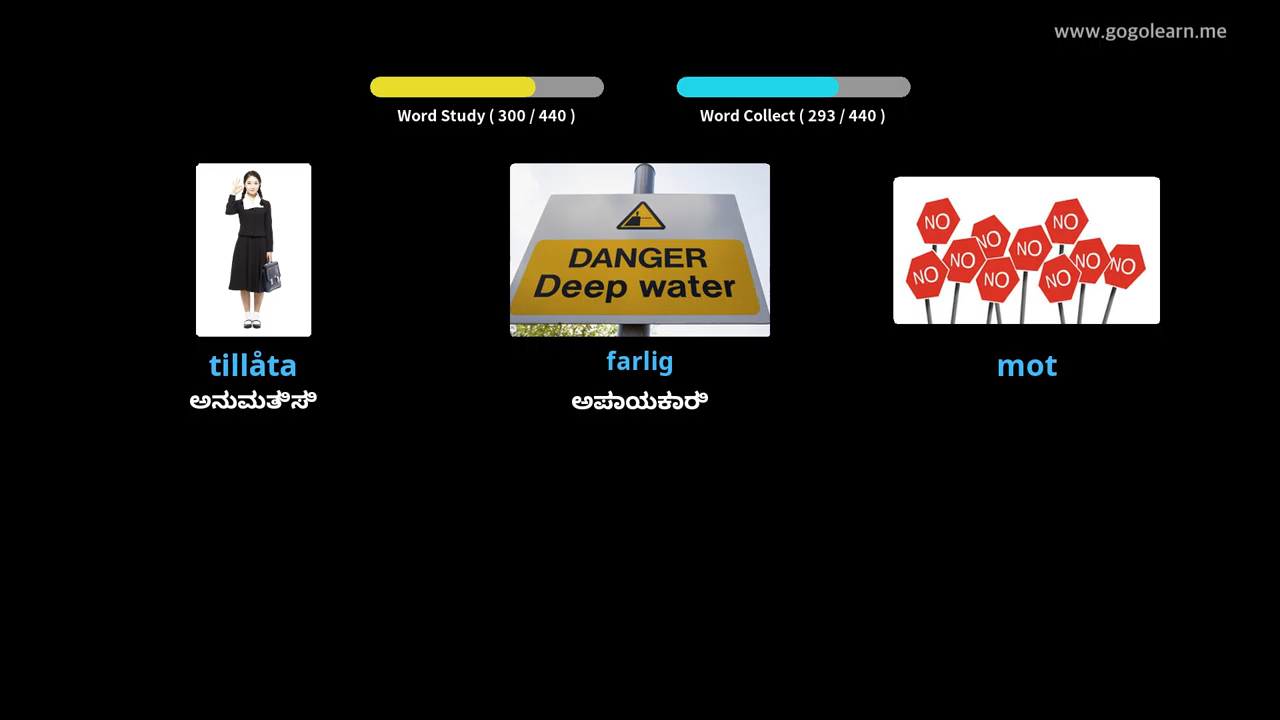 www.gogolearn.me
Word Study ( 300 / 440 )
Word Collect ( 293 / 440 )
DANGER
Deep water
NO
NO
NO
NO
NO
NO
NO
NO
NO
NO
tillåta
farlig
mot
ಅನುಮತಿಸಿ
ಅಪಾಯಕಾರಿ